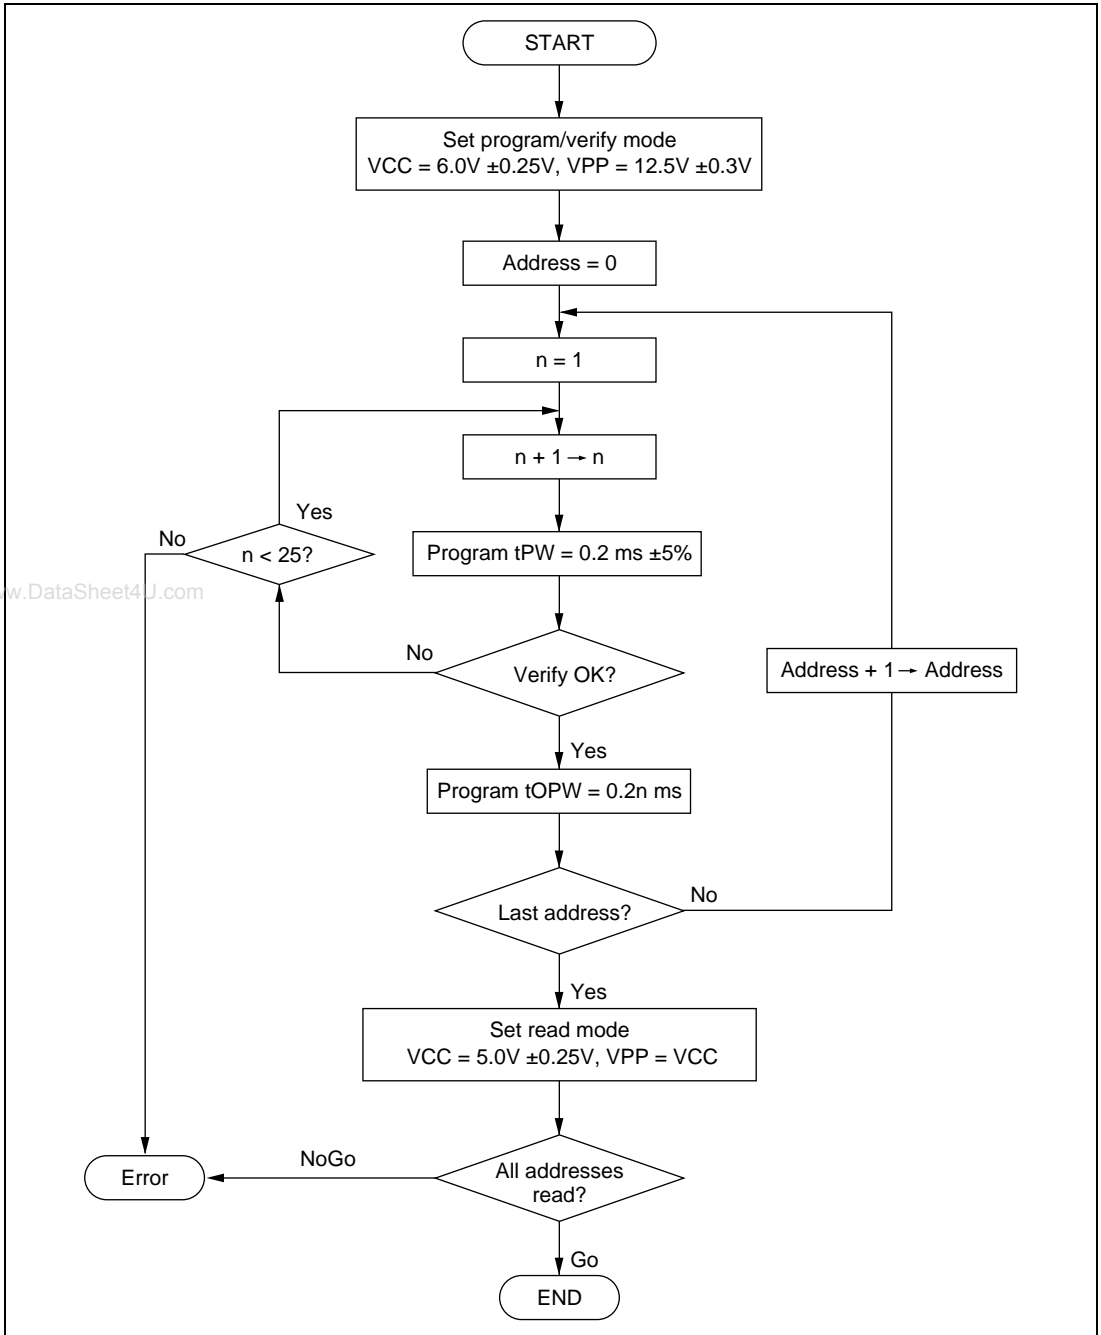 START
Set program/verify mode
VCC = 6.0V ±0.25V, VPP = 12.5V ±0.3V
Address = 0
n = 1
n + 1 → n
Yes
No
n < 25?
Program tPW = 0.2 ms ±5%
w.DataSheet4U.com
No
Verify OK?
Address + 1 → Address
Yes
Program tOPW = 0.2n ms
No
Last address?
Yes
Set read mode
VCC = 5.0V ±0.25V, VPP = VCC
NoGo
Error
All addresses
read?
Go
END